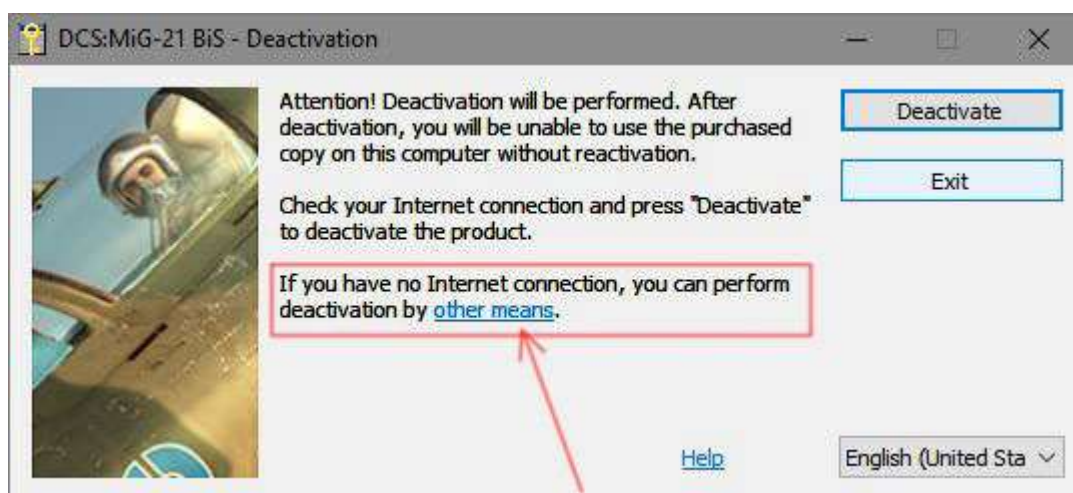 DCS:MiG-21 BiS - Deactivation
Attention! Deactivation will be performed. After
deactivation, you will be unable to use the purchased
copy on this computer without reactivation.
Check your Internet connection and press "Deactivate"
to deactivate the product.
If you have no Internet connection, you can perform
deactivation by other means.
Deactivate
Exit
Help
English (United Sta